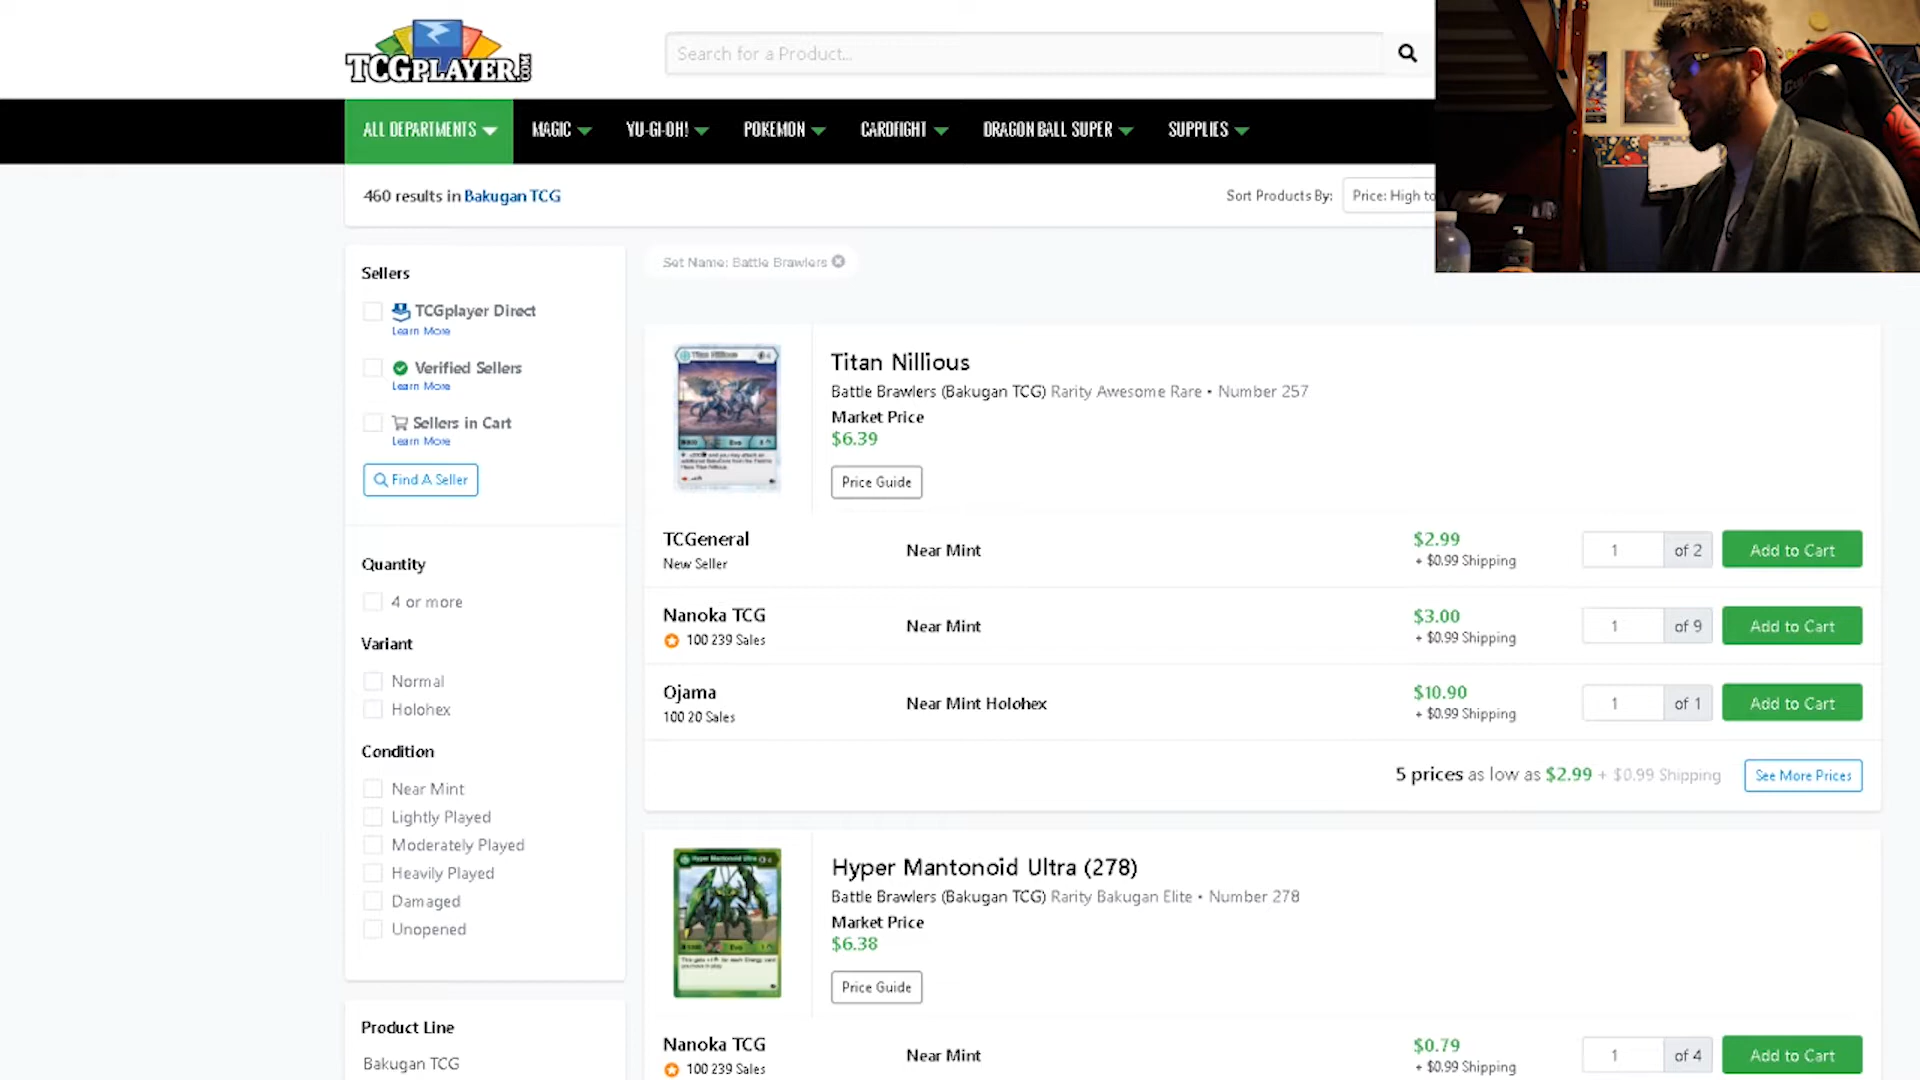 TCGPLAYER.COM
Search for a Product...
ALL DEPARTMENTS
MAGIC
YU-GI-OH!
POKEMON
CARDFIGHT
DRAGON BALL SUPER
SUPPLIES
460 results in Bakugan TCG
Sort Products By:
Price: High to
Sellers
TCGplayer Direct
Learn More
Verified Sellers
Learn More
Sellers in Cart
Learn More
Find A Seller
Quantity
4 or more
Variant
Normal
Holohex
Condition
Near Mint
Lightly Played
Moderately Played
Heavily Played
Damaged
Unopened
Product Line
Bakugan TCG
Set Name: Battle Brawlers
Titan Nillious
Titan Nillious
Battle Brawlers (Bakugan TCG) Rarity Awesome Rare • Number 257
Market Price
$6.39
Price Guide
TCGeneral
New Seller
Near Mint
$2.99
+ $0.99 Shipping
1 of 2
Add to Cart
Nanoka TCG
100 239 Sales
Near Mint
$3.00
+ $0.99 Shipping
1 of 9
Add to Cart
Ojama
100 20 Sales
Near Mint Holohex
$10.90
+ $0.99 Shipping
1 of 1
Add to Cart
5 prices as low as $2.99 + $0.99 Shipping
See More Prices
Hyper Mantonoid Ultra
Hyper Mantonoid Ultra (278)
Battle Brawlers (Bakugan TCG) Rarity Bakugan Elite • Number 278
Market Price
$6.38
Price Guide
Nanoka TCG
100 239 Sales
Near Mint
$0.79
+ $0.99 Shipping
1 of 4
Add to Cart